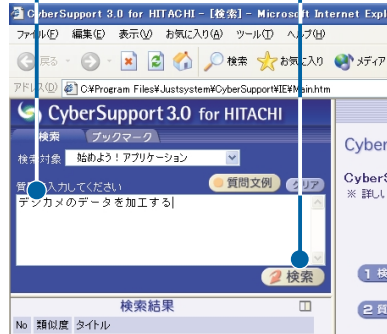 CyberSupport 3.0 for HITACHI - [検索] - Microsoft Internet Expl
ファイル(F) 編集(E) 表示(V) お気に入り(A) ツール(T) ヘルプ(H)
戻る 検索 お気に入り メディア
アドレス(D) C:¥Program Files¥Justsystem¥CyberSupport¥IE¥Main.htm
CyberSupport 3.0 for HITACHI
検索 ブックマーク
検索対象 始めよう！アプリケーション
質問を入力してください 質問文例 クリア
デジカメのデータを加工する
検索
検索結果
No 類似度 タイトル
Cyber
CyberS
※ 詳しい
1 検
2 質